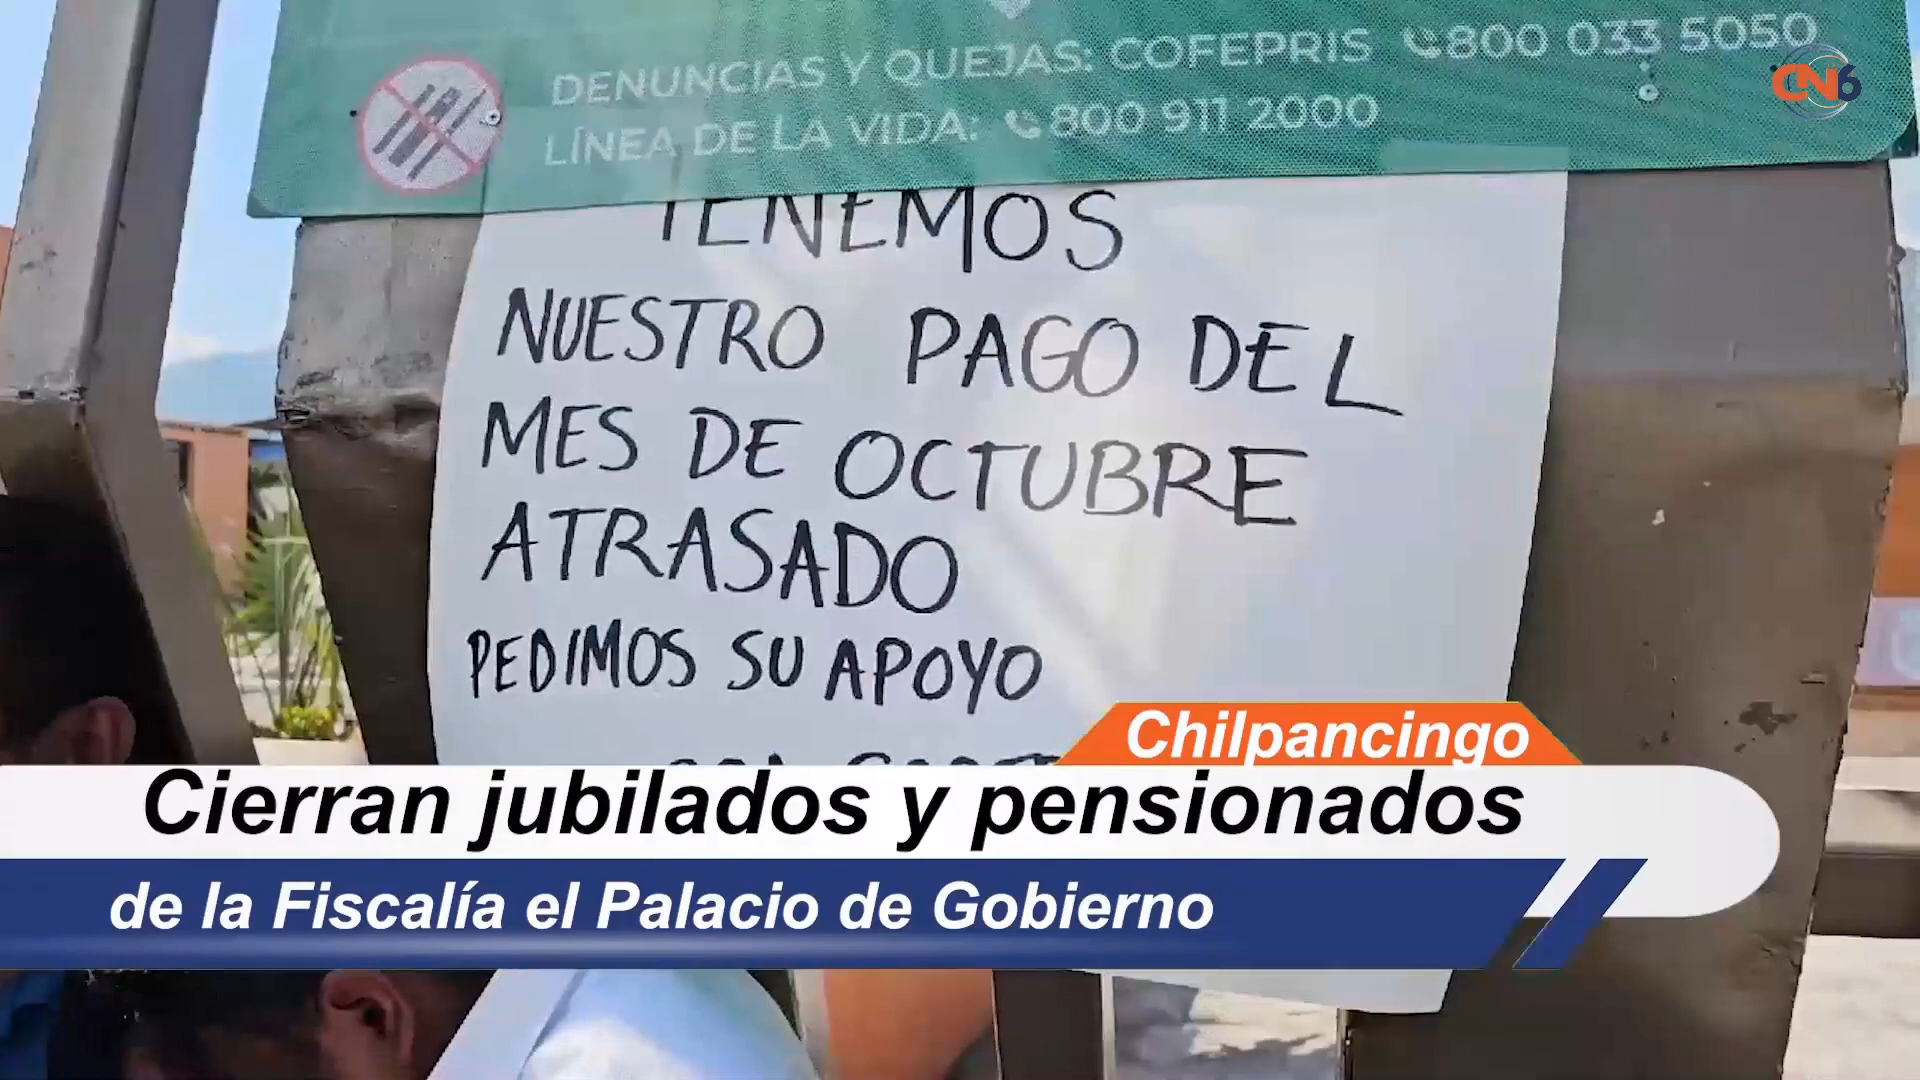 DENUNCIAS Y QUEJAS: COFEPRIS 800 033 5050
LÍNEA DE LA VIDA: 800 911 2000
CN6
TENEMOS
NUESTRO PAGO DEL
MES DE OCTUBRE
ATRASADO
PEDIMOS SU APOYO
Chilpancingo
Cierran jubilados y pensionados
de la Fiscalía el Palacio de Gobierno